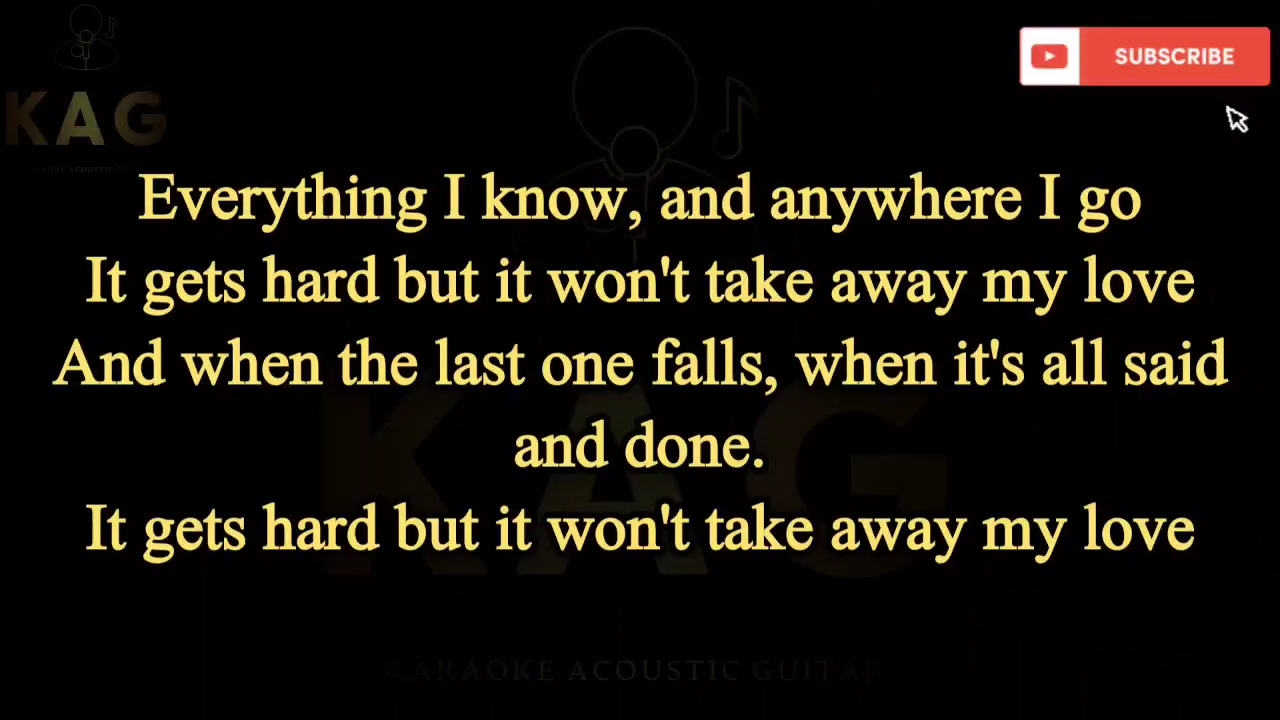 KAG
SUBSCRIBE
Everything I know, and anywhere I go
It gets hard but it won't take away my love
And when the last one falls, when it's all said
and done.
It gets hard but it won't take away my love
KAG
KARAOKE ACOUSTIC GUITAR